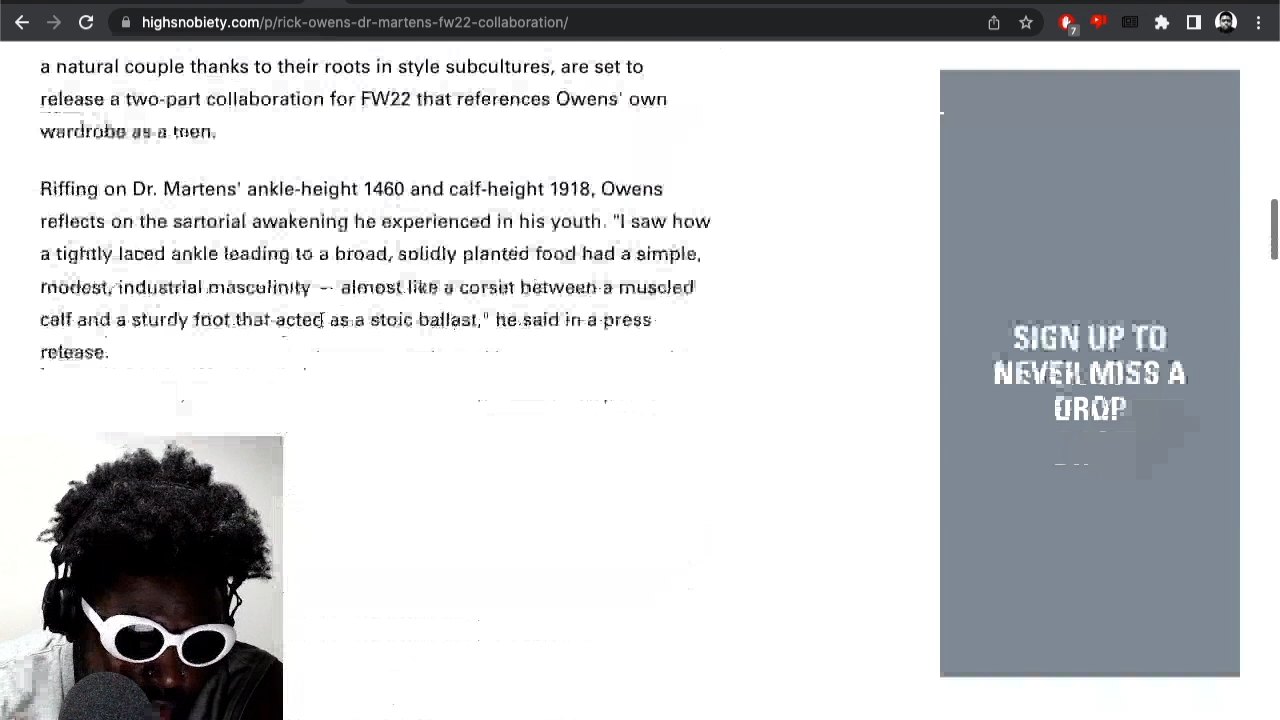 highsnobiety.com/p/rick-owens-dr-martens-fw22-collaboration/
7
a natural couple thanks to their roots in style subcultures, are set to
release a two-part collaboration for FW22 that references Owens' own
wardrobe as a teen.
Riffing on Dr. Martens' ankle-height 1460 and calf-height 1918, Owens
reflects on the sartorial awakening he experienced in his youth. "I saw how
a tightly laced ankle leading to a broad, solidly planted food had a simple,
modest, industrial masculinity – almost like a corset between a muscled
calf and a sturdy foot that acted as a stoic ballast," he said in a press
release.
SIGN UP TO
NEVER MISS A
DROP